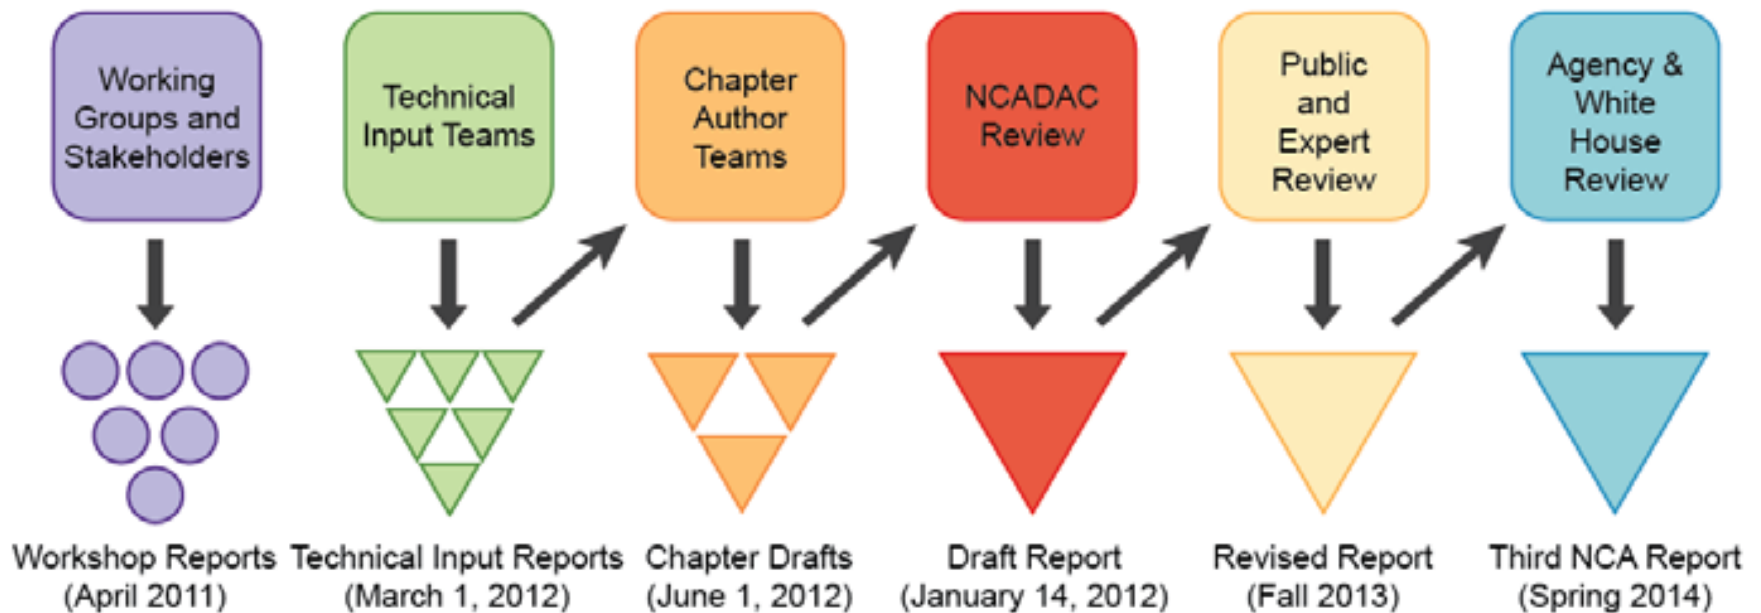 Working
Groups and
Stakeholders
Technical
Input Teams
Chapter
Author
Teams
NCADAC
Review
Public
and
Expert
Review
Agency &
White
House
Review
Workshop Reports
(April 2011)
Technical Input Reports
(March 1, 2012)
Chapter Drafts
(June 1, 2012)
Draft Report
(January 14, 2012)
Revised Report
(Fall 2013)
Third NCA Report
(Spring 2014)